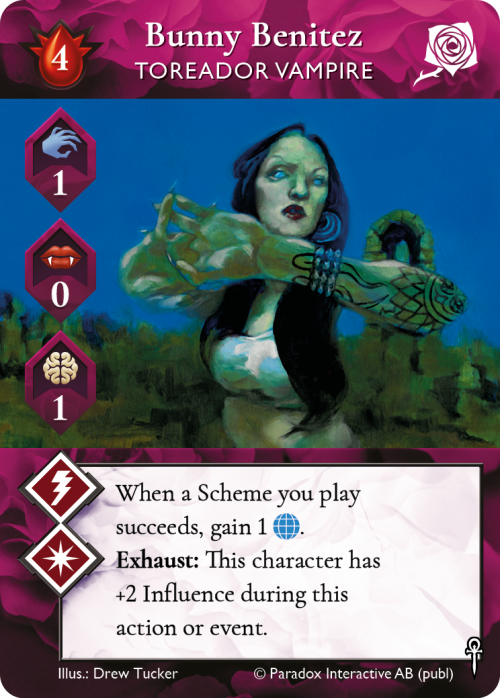 4
Bunny Benitez
TOREADOR VAMPIRE
1
0
1
When a Scheme you play
succeeds, gain 1 .
Exhaust: This character has
+2 Influence during this
action or event.
Illus.: Drew Tucker
© Paradox Interactive AB (publ)